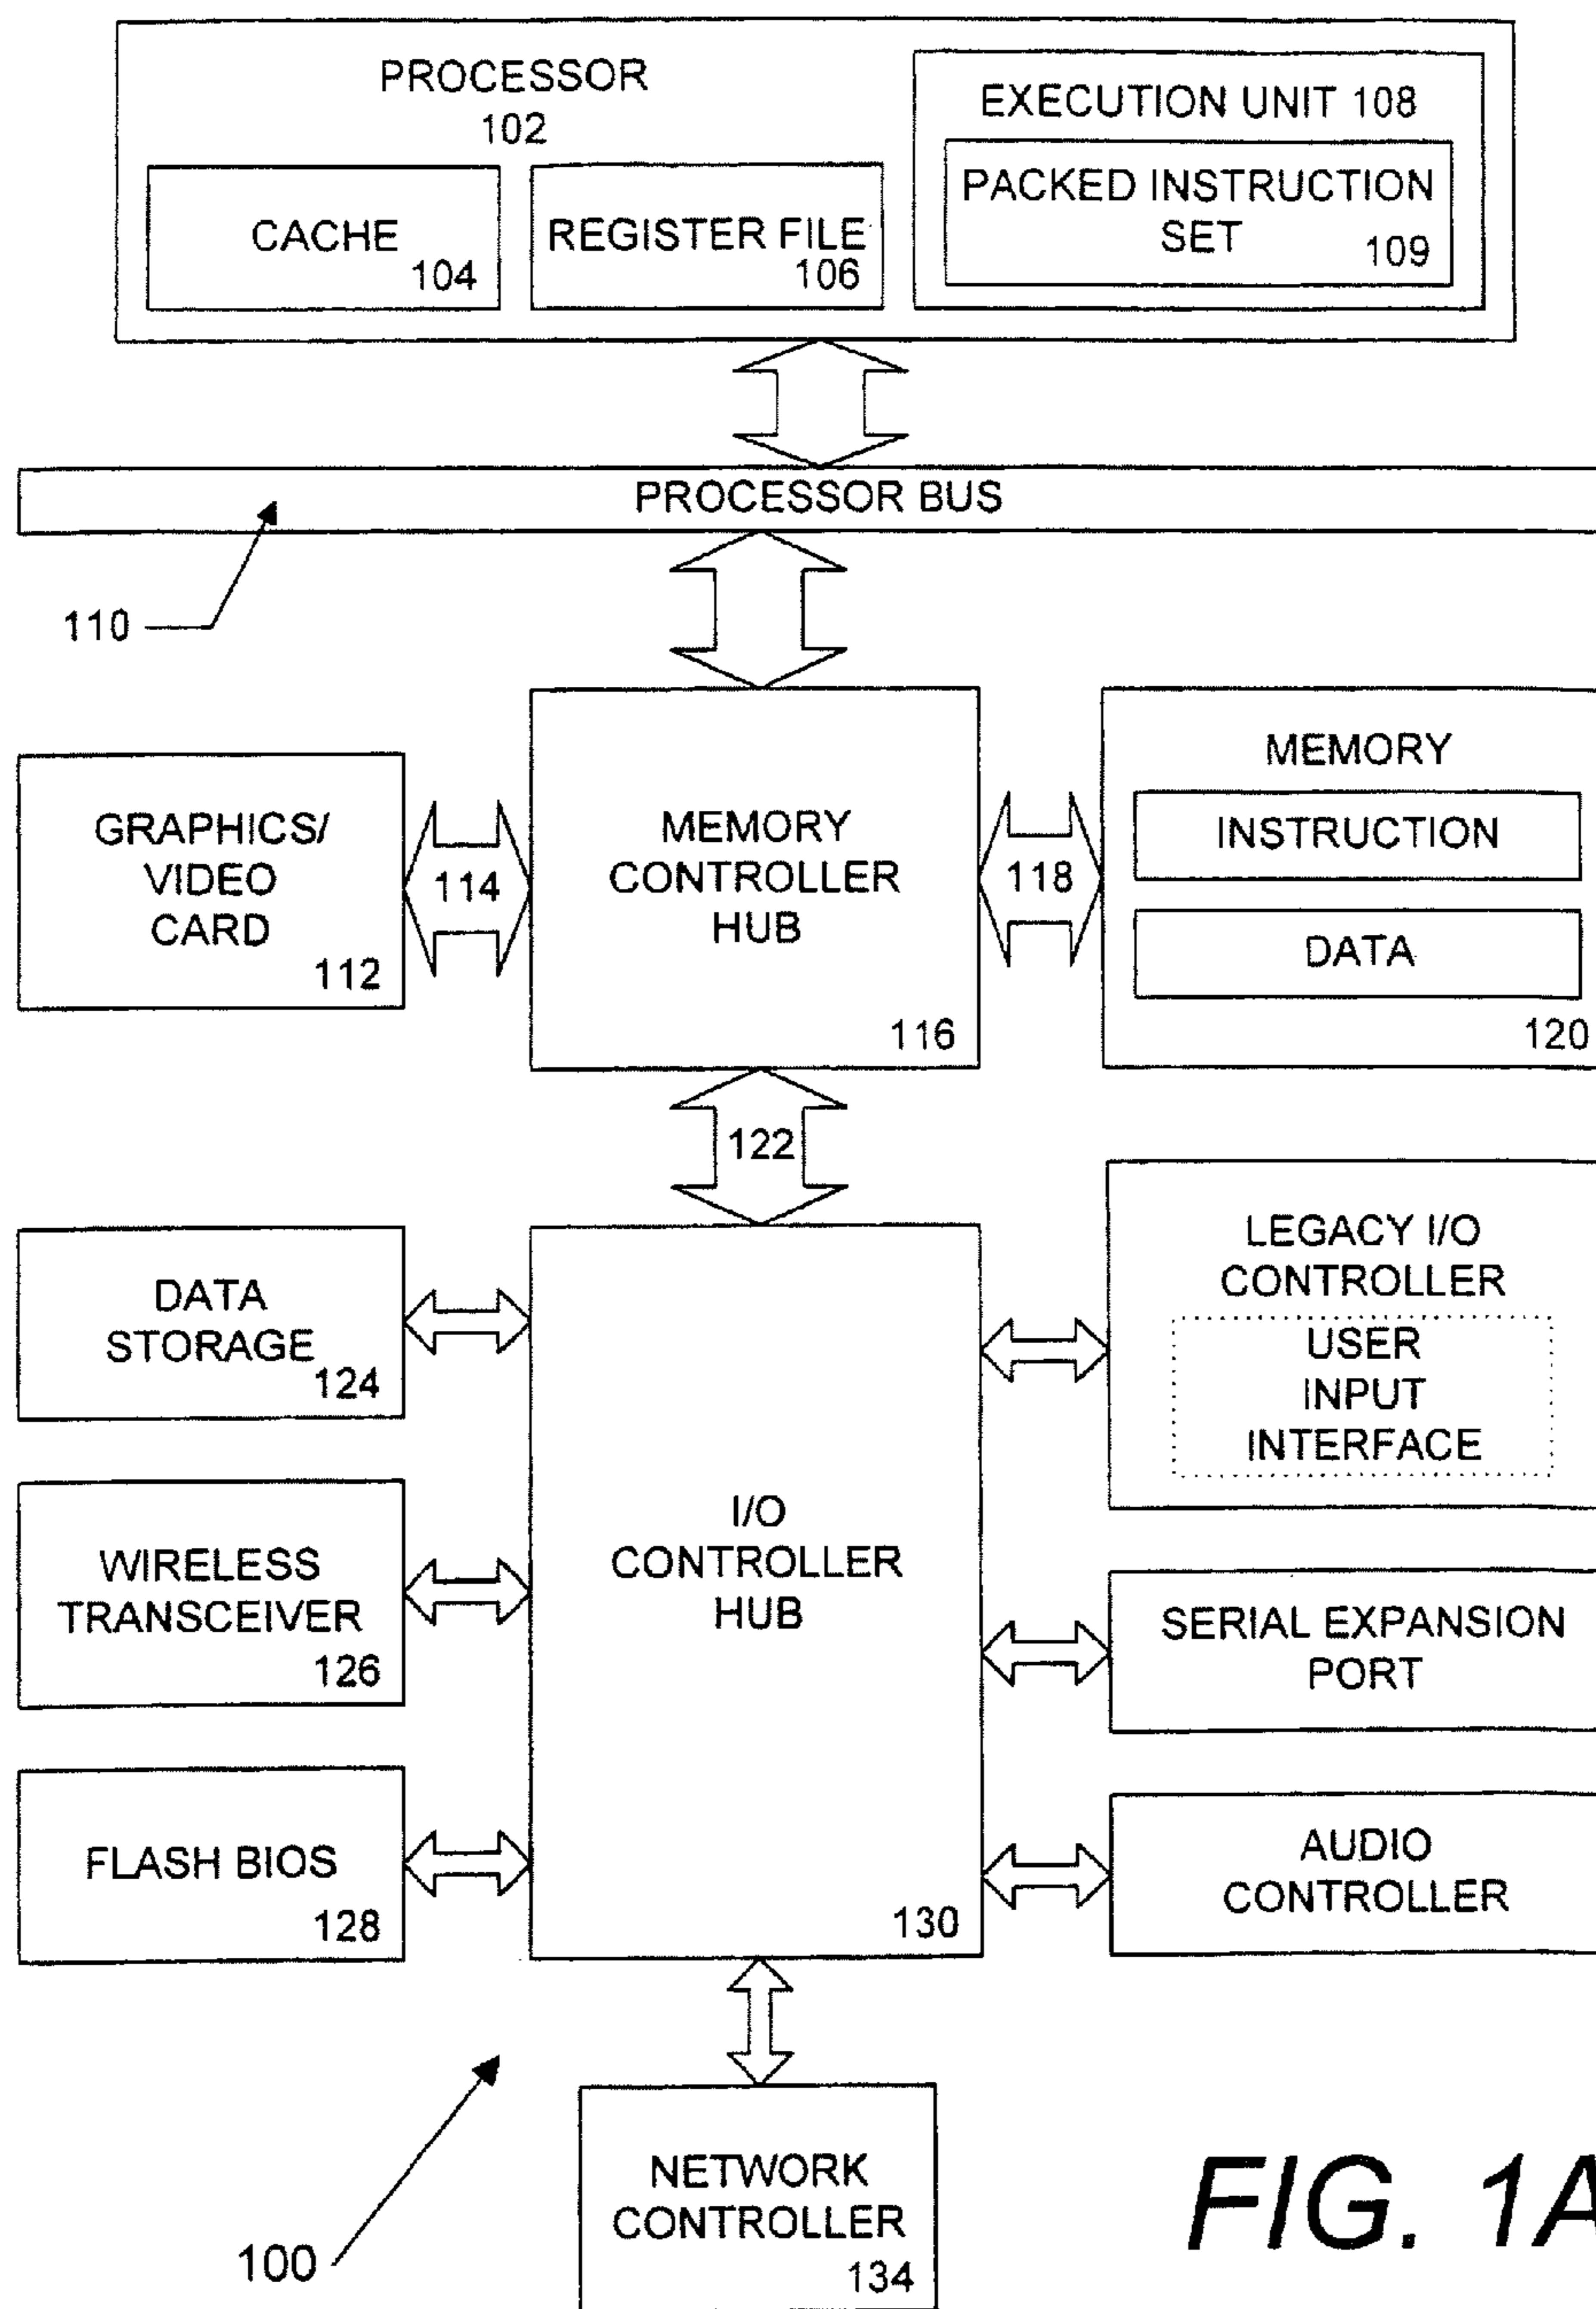 PROCESSOR
102
EXECUTION UNIT 108
PACKED INSTRUCTION
SET
109
CACHE
104
REGISTER FILE
106
PROCESSOR BUS
110
GRAPHICS/
VIDEO
CARD
112
114
MEMORY
CONTROLLER
HUB
116
118
MEMORY
INSTRUCTION
DATA
120
122
DATA
STORAGE
124
LEGACY I/O
CONTROLLER
USER
INPUT
INTERFACE
WIRELESS
TRANSCEIVER
126
I/O
CONTROLLER
HUB
130
SERIAL EXPANSION
PORT
FLASH BIOS
128
AUDIO
CONTROLLER
NETWORK
CONTROLLER
134
100
FIG. 1A